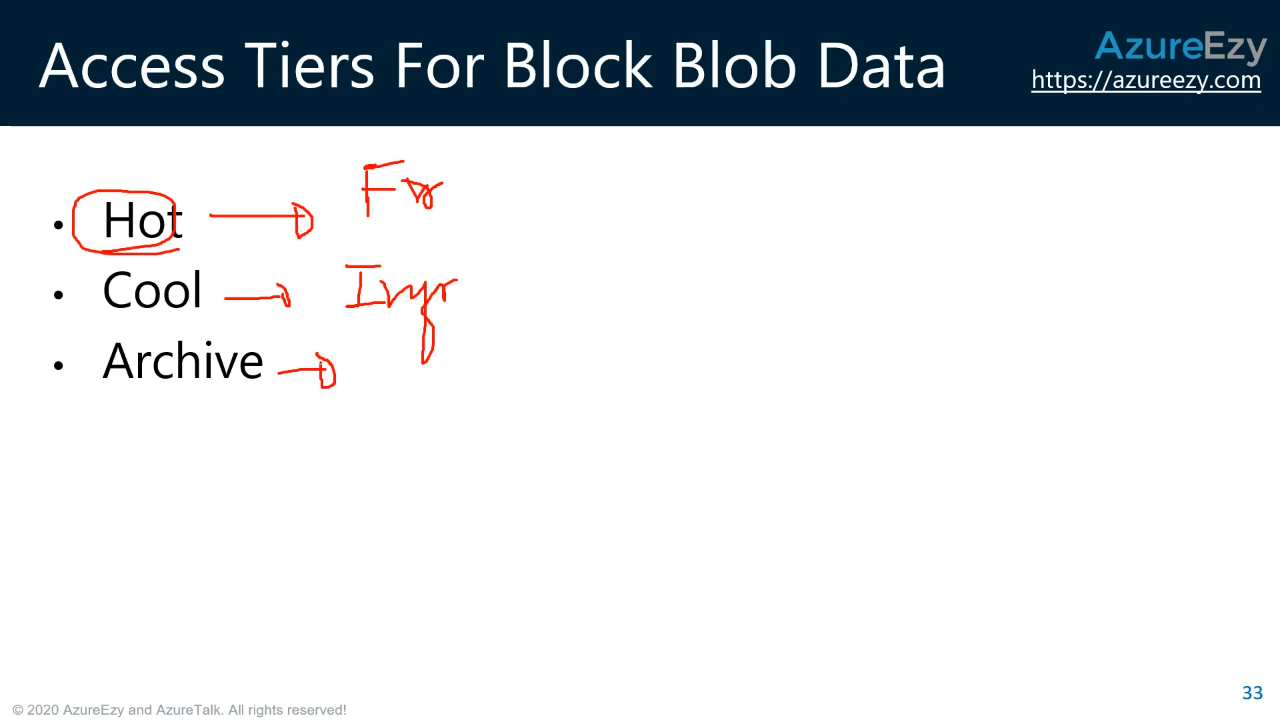 Access Tiers For Block Blob Data
AzureEzy
https://azureezy.com
• Hot
• Cool
• Archive
© 2020 AzureEzy and AzureTalk. All rights reserved!
33